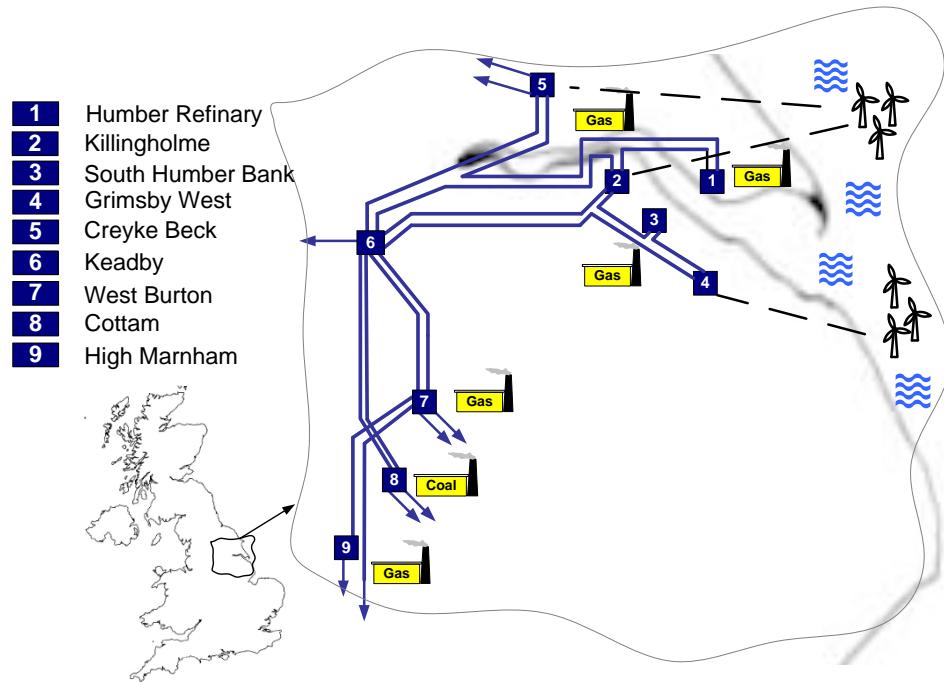 1 Humber Refinary
2 Killingholme
3 South Humber Bank
4 Grimsby West
5 Creyke Beck
6 Keadby
7 West Burton
8 Cottam
9 High Marnham
5
Gas
2
1
Gas
3
6
Gas
4
7
Gas
8
Coal
9
Gas